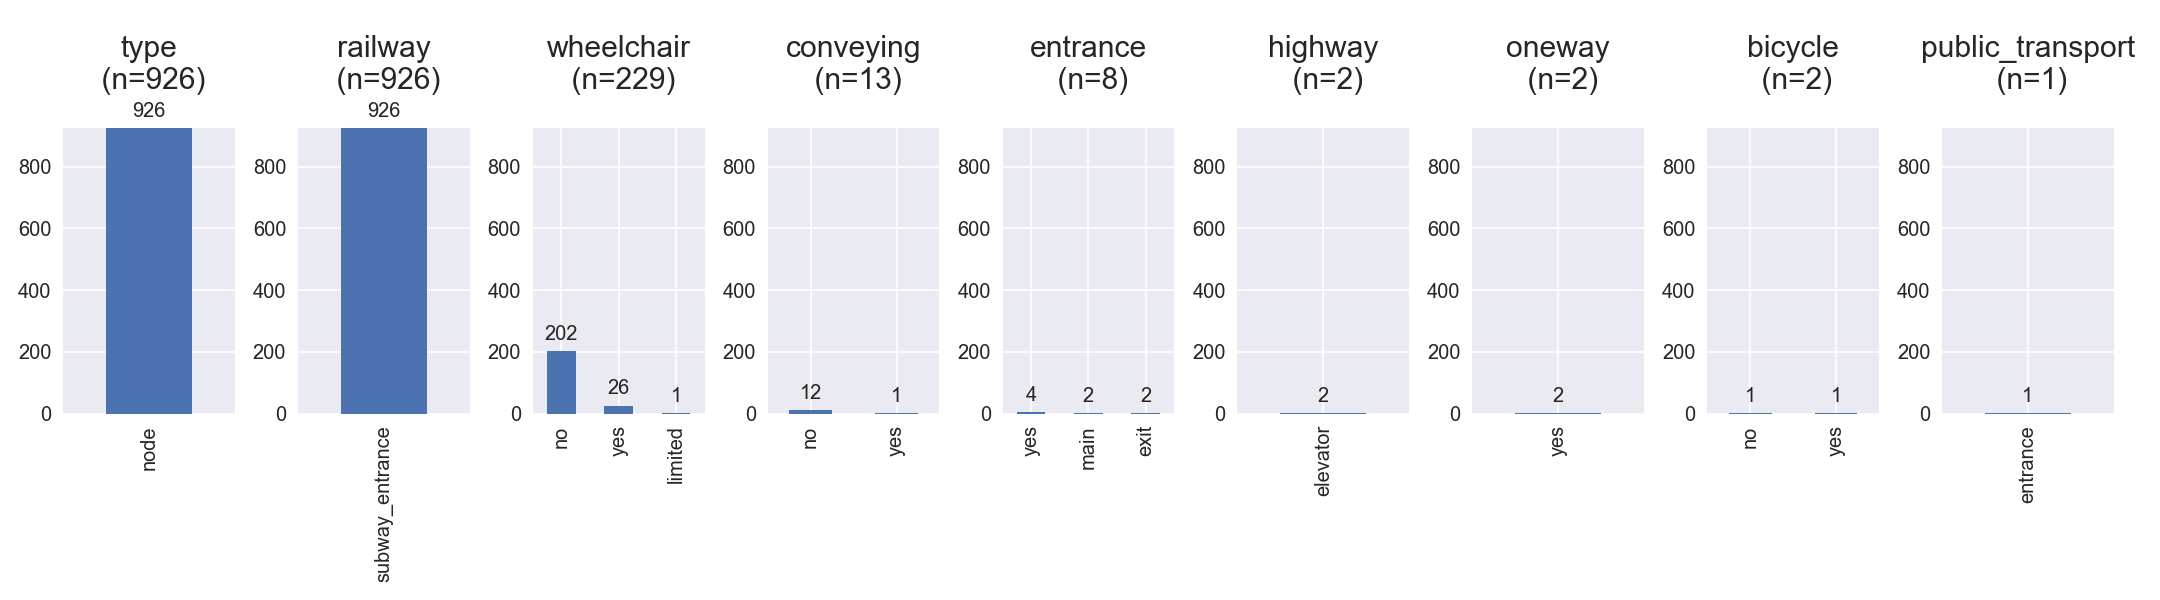 type
(n=926)
926
800
600
400
200
0
node
railway
(n=926)
926
800
600
400
200
0
subway_entrance
wheelchair
(n=229)
800
600
400
200
0
202
26
1
no
yes
limited
conveying
(n=13)
800
600
400
200
0
12
1
no
yes
entrance
(n=8)
800
600
400
200
0
4
2
2
yes
main
exit
highway
(n=2)
800
600
400
200
0
2
elevator
oneway
(n=2)
800
600
400
200
0
2
yes
bicycle
(n=2)
800
600
400
200
0
1
1
no
yes
public_transport
(n=1)
800
600
400
200
0
1
entrance